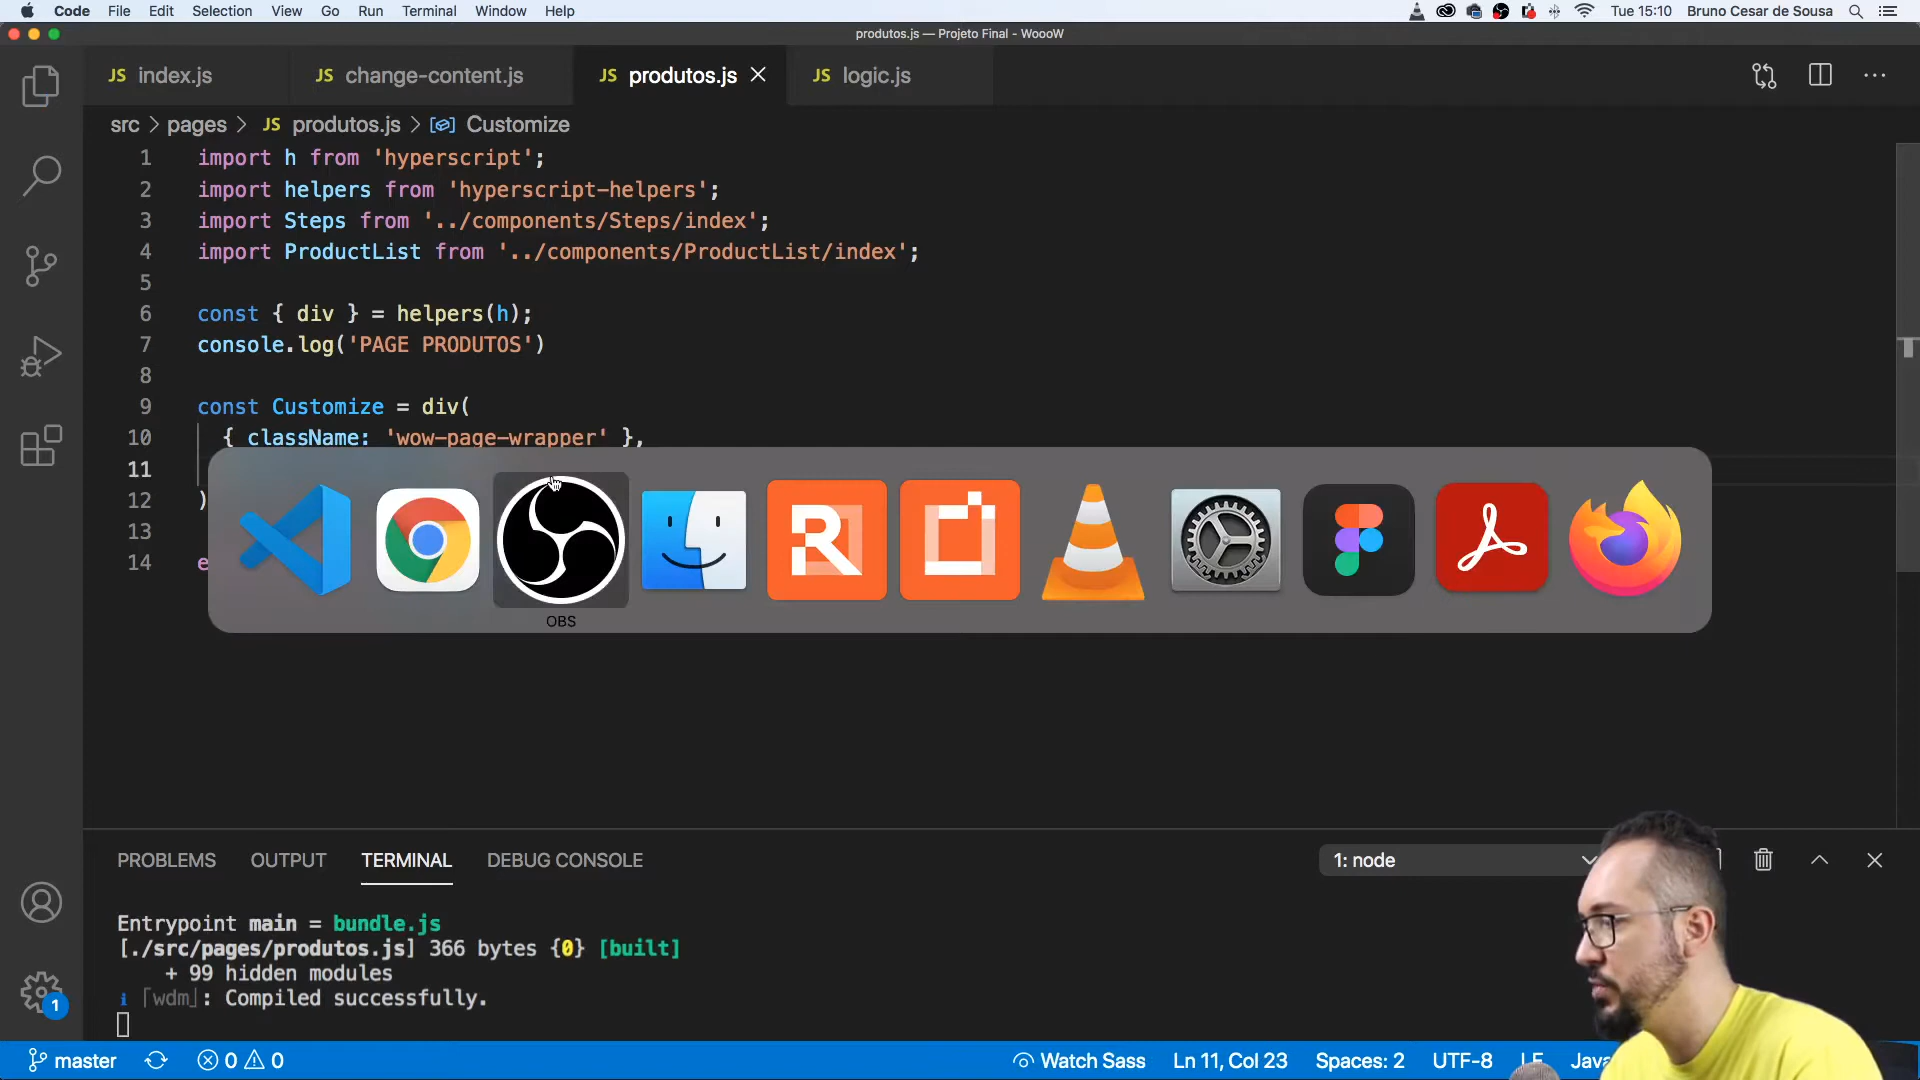 Code File Edit Selection View Go Run Terminal Window Help
Tue 15:10 Bruno Cesar de Sousa
produtos.js — Projeto Final - WoooW
JS index.js
JS change-content.js
JS produtos.js
JS logic.js
src > pages > JS produtos.js > Customize
1 import h from 'hyperscript';
2 import helpers from 'hyperscript-helpers';
3 import Steps from '../components/Steps/index';
4 import ProductList from '../components/ProductList/index';
5
6 const { div } = helpers(h);
7 console.log('PAGE PRODUTOS')
8
9 const Customize = div(
10 { className: 'wow-page-wrapper' },
11
12 )
13
14 e
OBS
PROBLEMS OUTPUT TERMINAL DEBUG CONSOLE
1: node
Entrypoint main = bundle.js
[./src/pages/produtos.js] 366 bytes {0} [built]
+ 99 hidden modules
i ｢wdm｣: Compiled successfully.
1
master 0 0 Watch Sass Ln 11, Col 23 Spaces: 2 UTF-8 LF